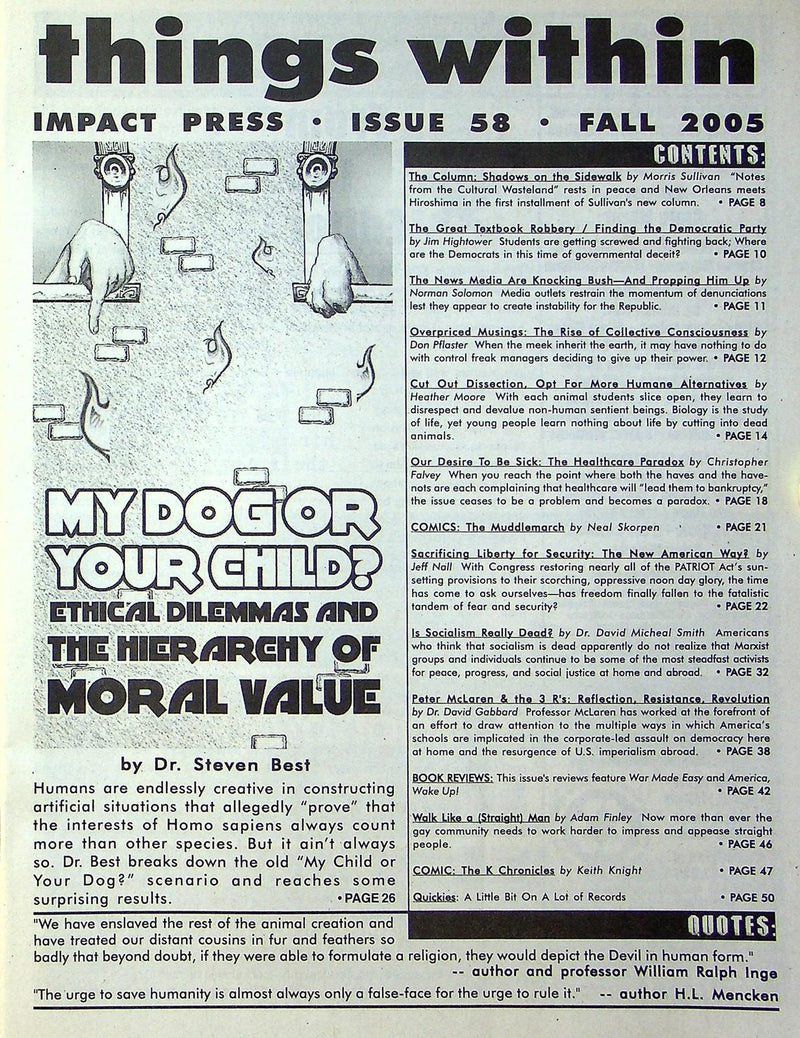 things within
IMPACT PRESS • ISSUE 58 • FALL 2005
MY DOG OR
YOUR CHILD?
ETHICAL DILEMMAS AND
THE HIERARCHY OF
MORAL VALUE
by Dr. Steven Best
Humans are endlessly creative in constructing
artificial situations that allegedly “prove” that
the interests of Homo sapiens always count
more than other species. But it ain’t always
so. Dr. Best breaks down the old “My Child or
Your Dog?” scenario and reaches some
surprising results. • PAGE 26
CONTENTS:
The Column: Shadows on the Sidewalk by Morris Sullivan “Notes
from the Cultural Wasteland” rests in peace and New Orleans meets
Hiroshima in the first installment of Sullivan’s new column. • PAGE 8
The Great Textbook Robbery / Finding the Democratic Party
by Jim Hightower Students are getting screwed and fighting back; Where
are the Democrats in this time of governmental deceit? • PAGE 10
The News Media Are Knocking Bush—And Propping Him Up by
Norman Solomon Media outlets restrain the momentum of denunciations
lest they appear to create instability for the Republic. • PAGE 11
Overpriced Musings: The Rise of Collective Consciousness by
Don Pflaster When the meek inherit the earth, it may have nothing to do
with control freak managers deciding to give up their power. • PAGE 12
Cut Out Dissection, Opt For More Humane Alternatives by
Heather Moore With each animal students slice open, they learn to
disrespect and devalue non-human sentient beings. Biology is the study
of life, yet young people learn nothing about life by cutting into dead
animals. • PAGE 14
Our Desire To Be Sick: The Healthcare Paradox by Christopher
Falvey When you reach the point where both the haves and the have-
nots are each complaining that healthcare will “lead them to bankruptcy,”
the issue ceases to be a problem and becomes a paradox. • PAGE 18
COMICS: The Muddlemarch by Neal Skorpen • PAGE 21
Sacrificing Liberty for Security: The New American Way? by
Jeff Nall With Congress restoring nearly all of the PATRIOT Act’s sun-
setting provisions to their scorching, oppressive noon day glory, the time
has come to ask ourselves—has freedom finally fallen to the fatalistic
tandem of fear and security? • PAGE 22
Is Socialism Really Dead? by Dr. David Micheal Smith Americans
who think that socialism is dead apparently do not realize that Marxist
groups and individuals continue to be some of the most steadfast activists
for peace, progress, and social justice at home and abroad. • PAGE 32
Peter McLaren & the 3 R's: Reflection, Resistance, Revolution
by Dr. David Gabbard Professor McLaren has worked at the forefront of
an effort to draw attention to the multiple ways in which America’s
schools are implicated in the corporate-led assault on democracy here
at home and the resurgence of U.S. imperialism abroad. • PAGE 38
BOOK REVIEWS: This issue’s reviews feature War Made Easy and America,
Wake Up! • PAGE 42
Walk Like a (Straight) Man by Adam Finley Now more than ever the
gay community needs to work harder to impress and appease straight
people. • PAGE 46
COMIC: The K Chronicles by Keith Knight • PAGE 47
Quickies: A Little Bit On A Lot of Records • PAGE 50
QUOTES:
"We have enslaved the rest of the animal creation and
have treated our distant cousins in fur and feathers so
badly that beyond doubt, if they were able to formulate a religion, they would depict the Devil in human form."
-- author and professor William Ralph Inge
"The urge to save humanity is almost always only a false-face for the urge to rule it." -- author H.L. Mencken